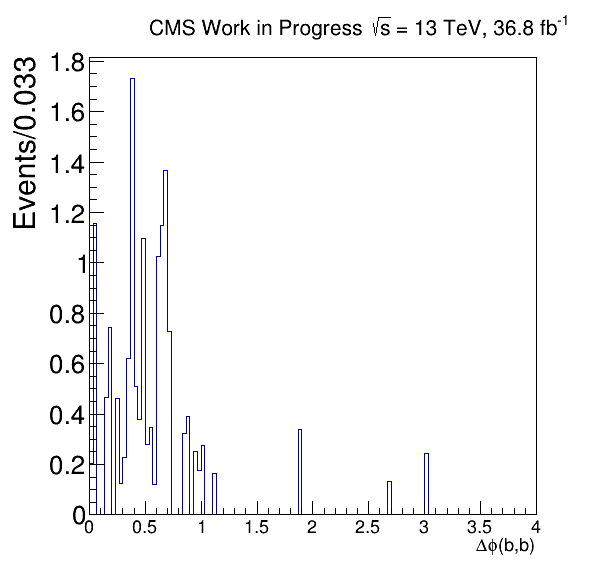 CMS Work in Progress √s = 13 TeV, 36.8 fb⁻¹
Events/0.033
1.8
1.6
1.4
1.2
1
0.8
0.6
0.4
0.2
0
0 0.5 1 1.5 2 2.5 3 3.5 4
Δϕ(b,b)